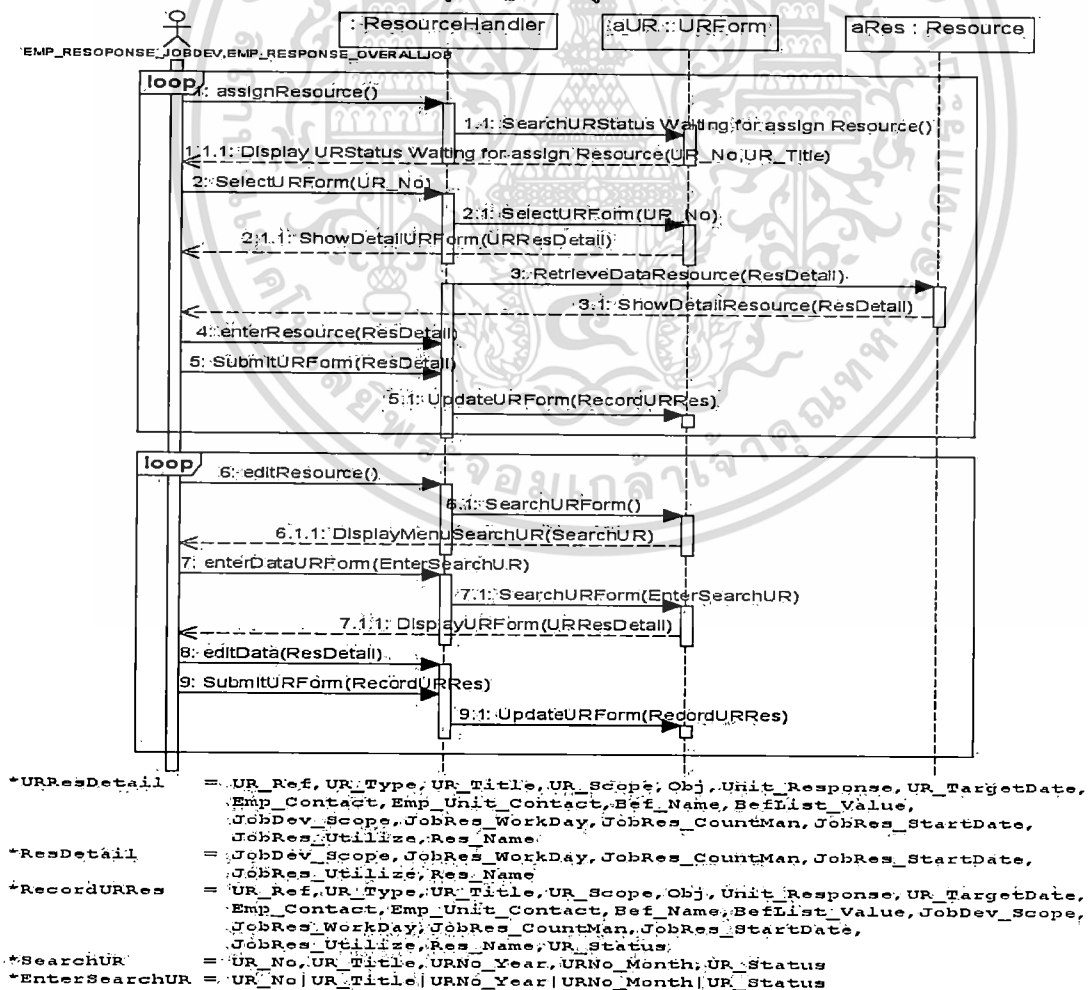 : ResourceHandler
aUR : URForm
aRes : Resource
EMP_RESOPONSE_JOBDEV,EMP_RESPONSE_OVERALLJOB
loop
1: assignResource()
1.1: SearchURStatus Waiting for assign Resource()
1.1.1: Display URStatus Waiting for assign Resource(UR_No,UR_Title)
2: SelectURForm(UR_No)
2.1: SelectURForm(UR_No)
2.1.1: ShowDetailURForm(URResDetail)
3: RetrieveDataResource(ResDetail)
3.1: ShowDetailResource(ResDetail)
4: enterResource(ResDetail)
5: SubmitURForm(ResDetail)
5.1: UpdateURForm(RecordURRes)
loop
6: editResource()
6.1: SearchURForm()
6.1.1: DisplayMenuSearchUR(SearchUR)
7: enterDataURForm(EnterSearchUR)
7.1: SearchURForm(EnterSearchUR)
7.1.1: DisplayURForm(URResDetail)
8: editData(ResDetail)
9: SubmitURForm(RecordURRes)
9.1: UpdateURForm(RecordURRes)
*URResDetail = UR_Ref,UR_Type,UR_Title,UR_Scope,Obj,Unit_Response,UR_TargetDate,
Emp_Contact,Emp_Unit_Contact,Bef_Name,BefList_Value,
JobDev_Scope,JobRes_WorkDay,JobRes_CountMan,JobRes_StartDate,
JobRes_Utilize,Res_Name
*ResDetail = JobDev_Scope,JobRes_WorkDay,JobRes_CountMan,JobRes_StartDate,
JobRes_Utilize,Res_Name
*RecordURRes = UR_Ref,UR_Type,UR_Title,UR_Scope,Obj,Unit_Response,UR_TargetDate,
Emp_Contact,Emp_Unit_Contact,Bef_Name,BefList_Value,JobDev_Scope,
JobRes_WorkDay,JobRes_CountMan,JobRes_StartDate,
JobRes_Utilize,Res_Name,UR_Status
*SearchUR = UR_No,UR_Title,URNo_Year,URNo_Month,UR_Status
*EnterSearchUR = UR_No|UR_Title|URNo_Year|URNo_Month|UR_Status